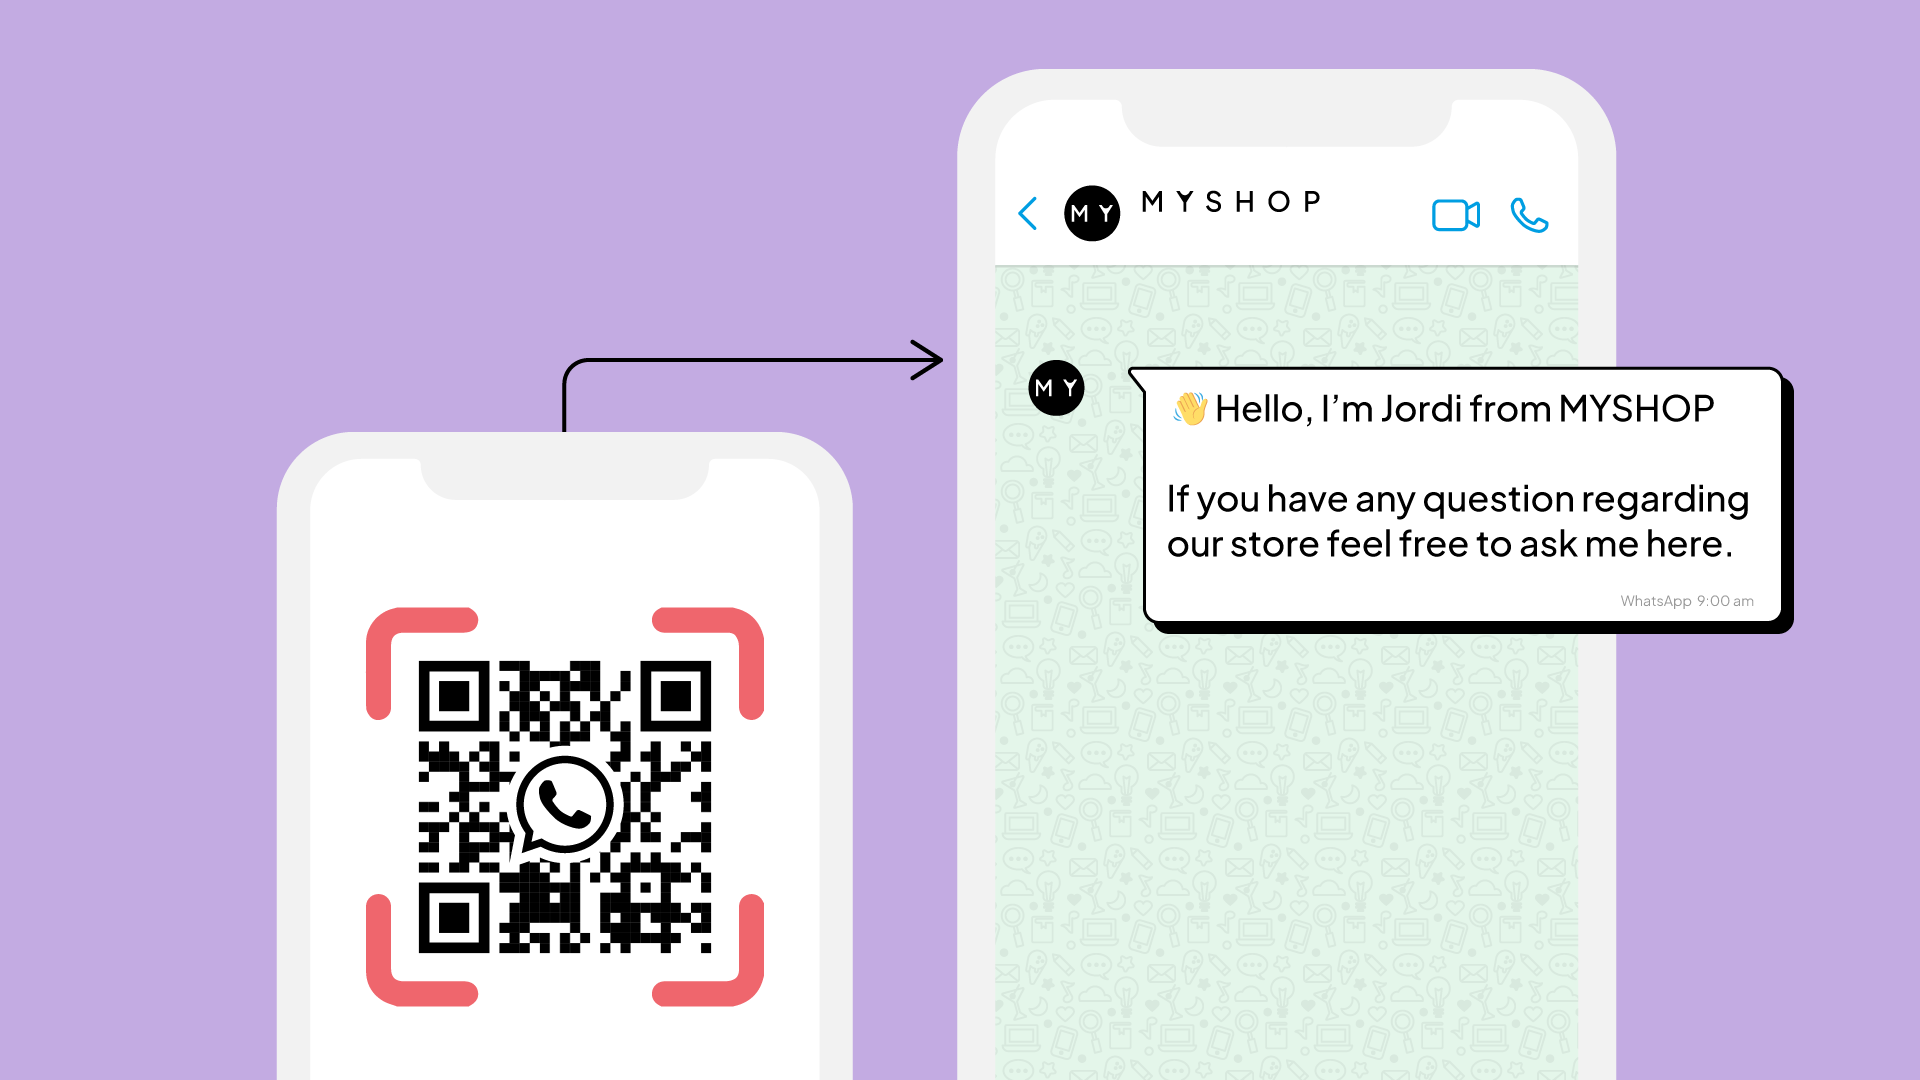 MY
MYSHOP
MY
👋 Hello, I’m Jordi from MYSHOP
If you have any question regarding
our store feel free to ask me here.
WhatsApp 9:00 am